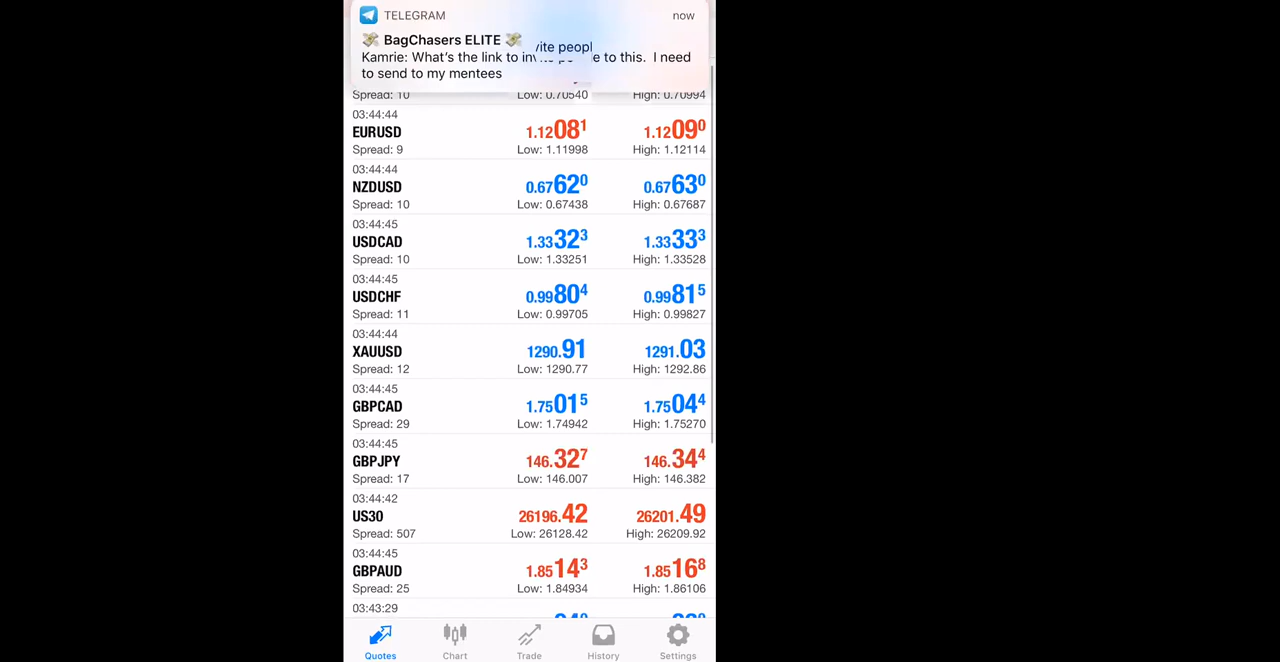 TELEGRAM now
💸 BagChasers ELITE 💸
vite peopl
Kamrie: What's the link to in e to this. I need
to send to my mentees
Spread: 10 Low: 0.70540 High: 0.70994
03:44:44
EURUSD 1.12081 1.12090
Spread: 9 Low: 1.11998 High: 1.12114
03:44:44
NZDUSD 0.67620 0.67630
Spread: 10 Low: 0.67438 High: 0.67687
03:44:45
USDCAD 1.33323 1.33333
Spread: 10 Low: 1.33251 High: 1.33528
03:44:45
USDCHF 0.99804 0.99815
Spread: 11 Low: 0.99705 High: 0.99827
03:44:44
XAUUSD 1290.91 1291.03
Spread: 12 Low: 1290.77 High: 1292.86
03:44:45
GBPCAD 1.75015 1.75044
Spread: 29 Low: 1.74942 High: 1.75270
03:44:45
GBPJPY 146.327 146.344
Spread: 17 Low: 146.007 High: 146.382
03:44:42
US30 26196.42 26201.49
Spread: 507 Low: 26128.42 High: 26209.92
03:44:45
GBPAUD 1.85143 1.85168
Spread: 25 Low: 1.84934 High: 1.86106
03:43:29
Quotes Chart Trade History Settings